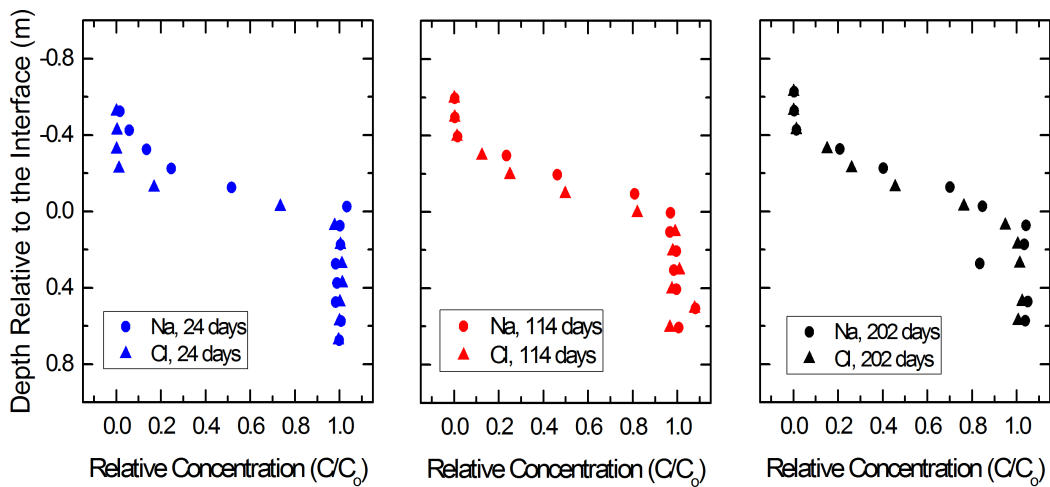 Depth Relative to the Interface (m)
-0.8
-0.4
0.0
0.4
0.8
Na, 24 days
Cl, 24 days
0.0 0.2 0.4 0.6 0.8 1.0
Relative Concentration (C/Co)
Na, 114 days
Cl, 114 days
0.0 0.2 0.4 0.6 0.8 1.0
Relative Concentration (C/Co)
Na, 202 days
Cl, 202 days
0.0 0.2 0.4 0.6 0.8 1.0
Relative Concentration (C/Co)